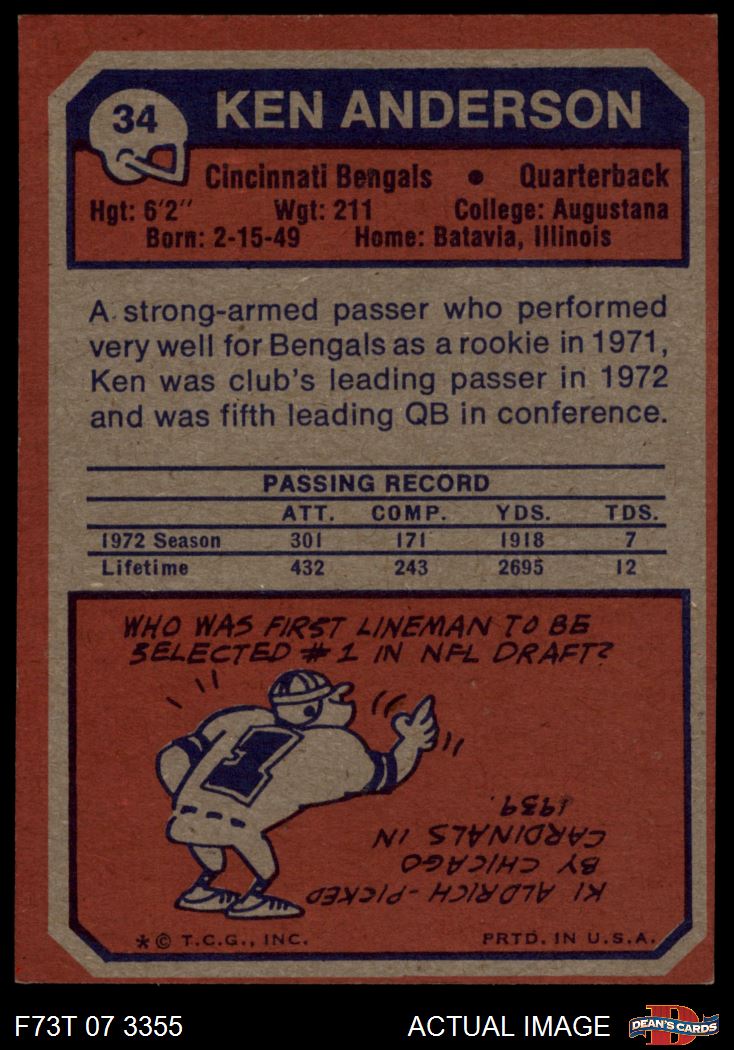 34
KEN ANDERSON
Cincinnati Bengals • Quarterback
Hgt: 6'2" Wgt: 211 College: Augustana
Born: 2-15-49 Home: Batavia, Illinois
A strong-armed passer who performed
very well for Bengals as a rookie in 1971,
Ken was club's leading passer in 1972
and was fifth leading QB in conference.
PASSING RECORD
ATT. COMP. YDS. TDS.
1972 Season 301 171 1918 7
Lifetime 432 243 2695 12
WHO WAS FIRST LINEMAN TO BE
SELECTED #1 IN NFL DRAFT?
1
KI ALDRICH - PICKED
BY CHICAGO
CARDINALS IN
1939.
* © T.C.G., INC. PRTD. IN U.S.A.
F73T 07 3355 ACTUAL IMAGE
D
DEAN'S CARDS